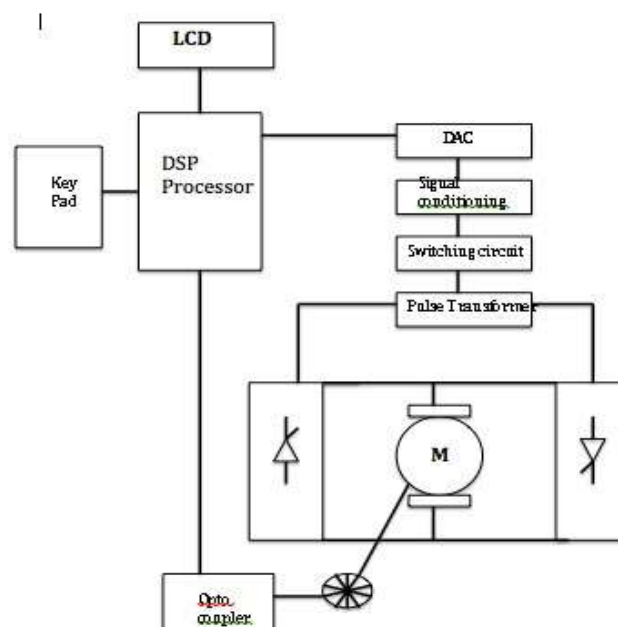 LCD
DSP
Processor
Key
Pad
DAC
Signal
conditioning
Switching circuit
Pulse Transformer
M
Opto
coupler